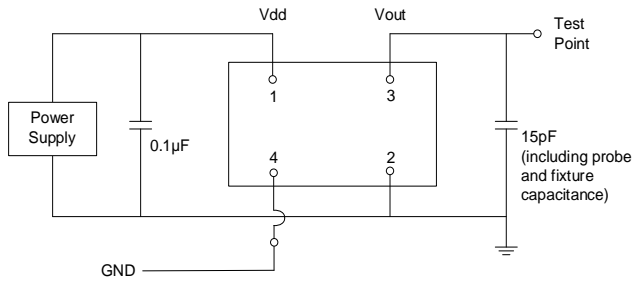 Vdd
Vout
Test
Point
1
3
Power
Supply
0.1µF
15pF
(including probe
and fixture
capacitance)
4
2
GND